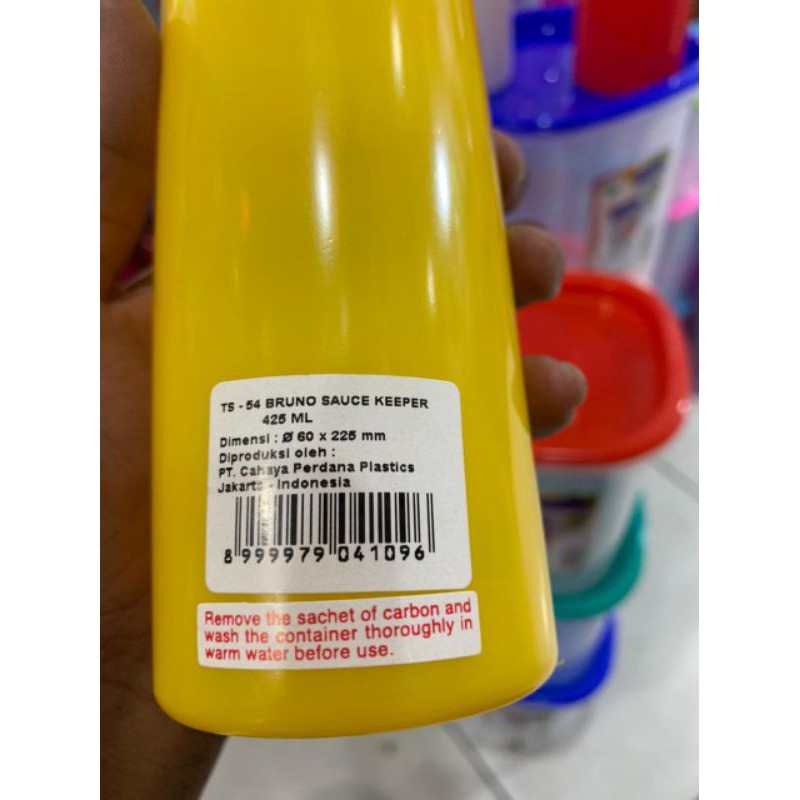 TS - 54 BRUNO SAUCE KEEPER
425 ML
Dimensi : Ø 60 x 225 mm
Diproduksi oleh :
PT. Cahaya Perdana Plastics
Jakarta - Indonesia
8 999979 041096
Remove the sachet of carbon and
wash the container thoroughly in
warm water before use.